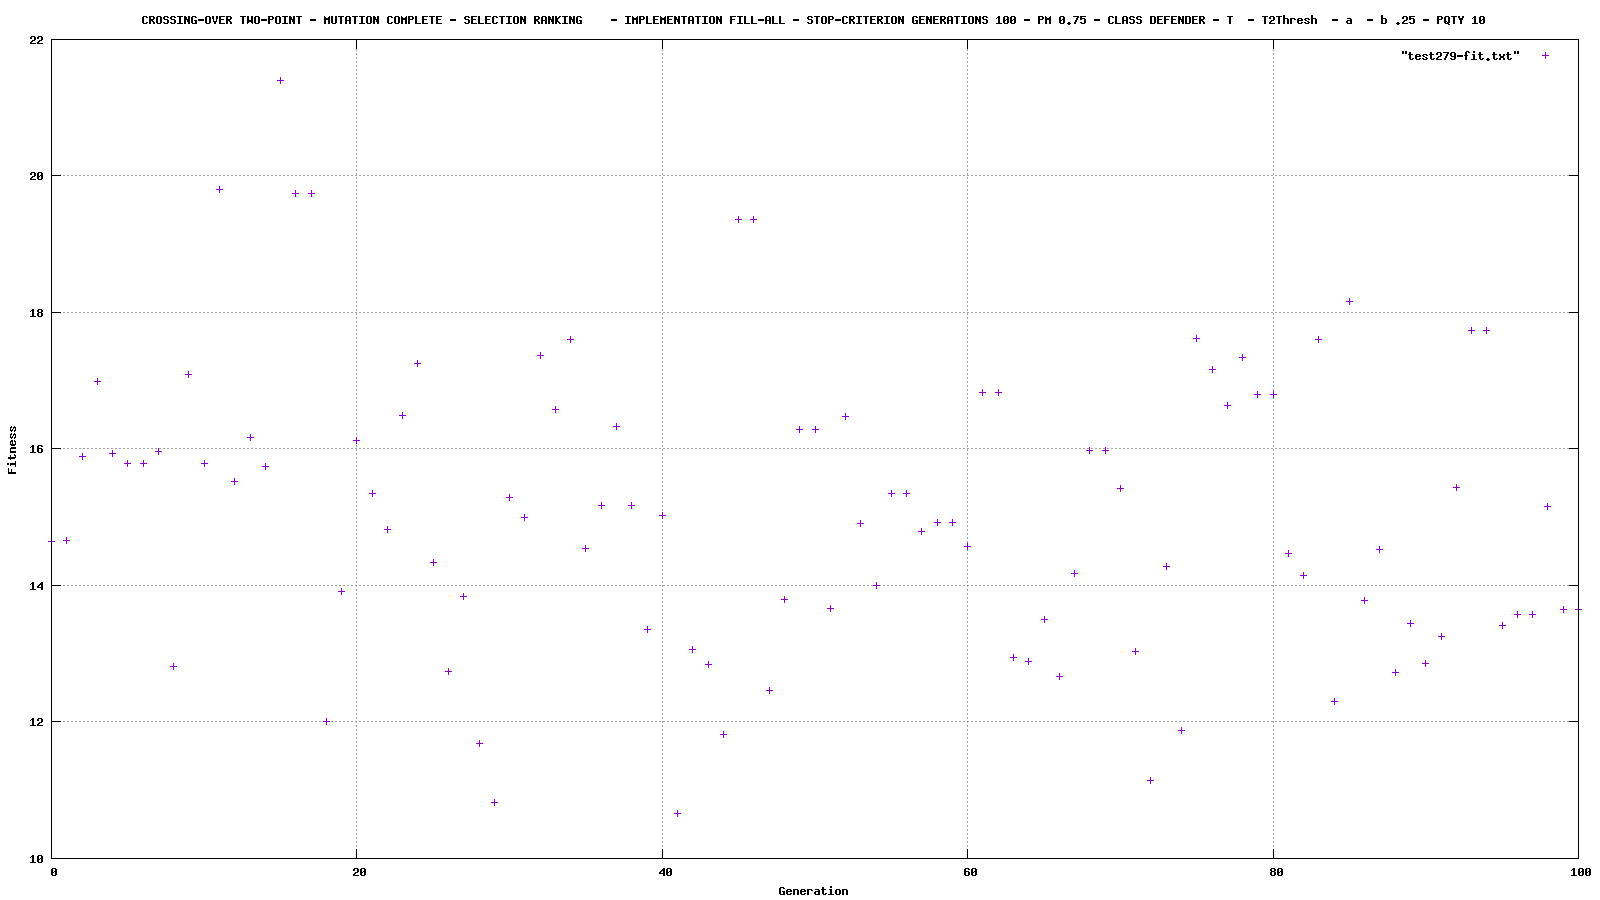 CROSSING-OVER TWO-POINT - MUTATION COMPLETE - SELECTION RANKING    - IMPLEMENTATION FILL-ALL - STOP-CRITERION GENERATIONS 100 - PM 0.75 - CLASS DEFENDER - T  - T2Thresh  - a  - b .25 - PQTY 10
22
"test279-fit.txt"
20
18
16
Fitness
14
12
10
0 20 40 60 80 100
Generation